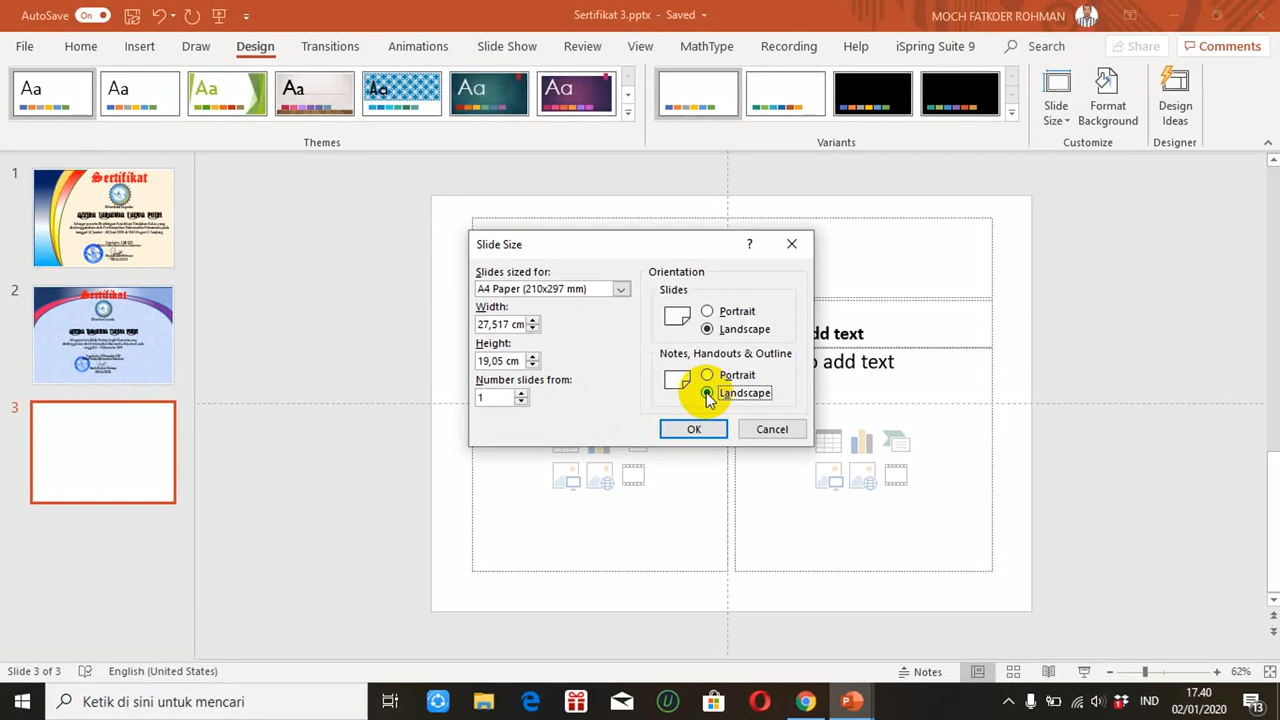 AutoSave On
Sertifikat 3.pptx - Saved
MOCH FATKOER ROHMAN
File Home Insert Draw Design Transitions Animations Slide Show Review View MathType Recording Help iSpring Suite 9 Search Share Comments
Aa Aa Aa Aa Aa Aa Aa
Slide Size
Format Background
Design Ideas
Themes Variants Customize Designer
1
Sertifikat
2
Sertifikat
3
Slide Size ? 
Slides sized for:
A4 Paper (210x297 mm)
Width:
27,517 cm
Height:
19,05 cm
Number slides from:
1
Orientation
Slides
Portrait
Landscape
Notes, Handouts & Outline
Portrait
Landscape
OK Cancel
dd text
add text
Slide 3 of 3 English (United States) Notes 62%
Ketik di sini untuk mencari
IND
17.40
02/01/2020
13